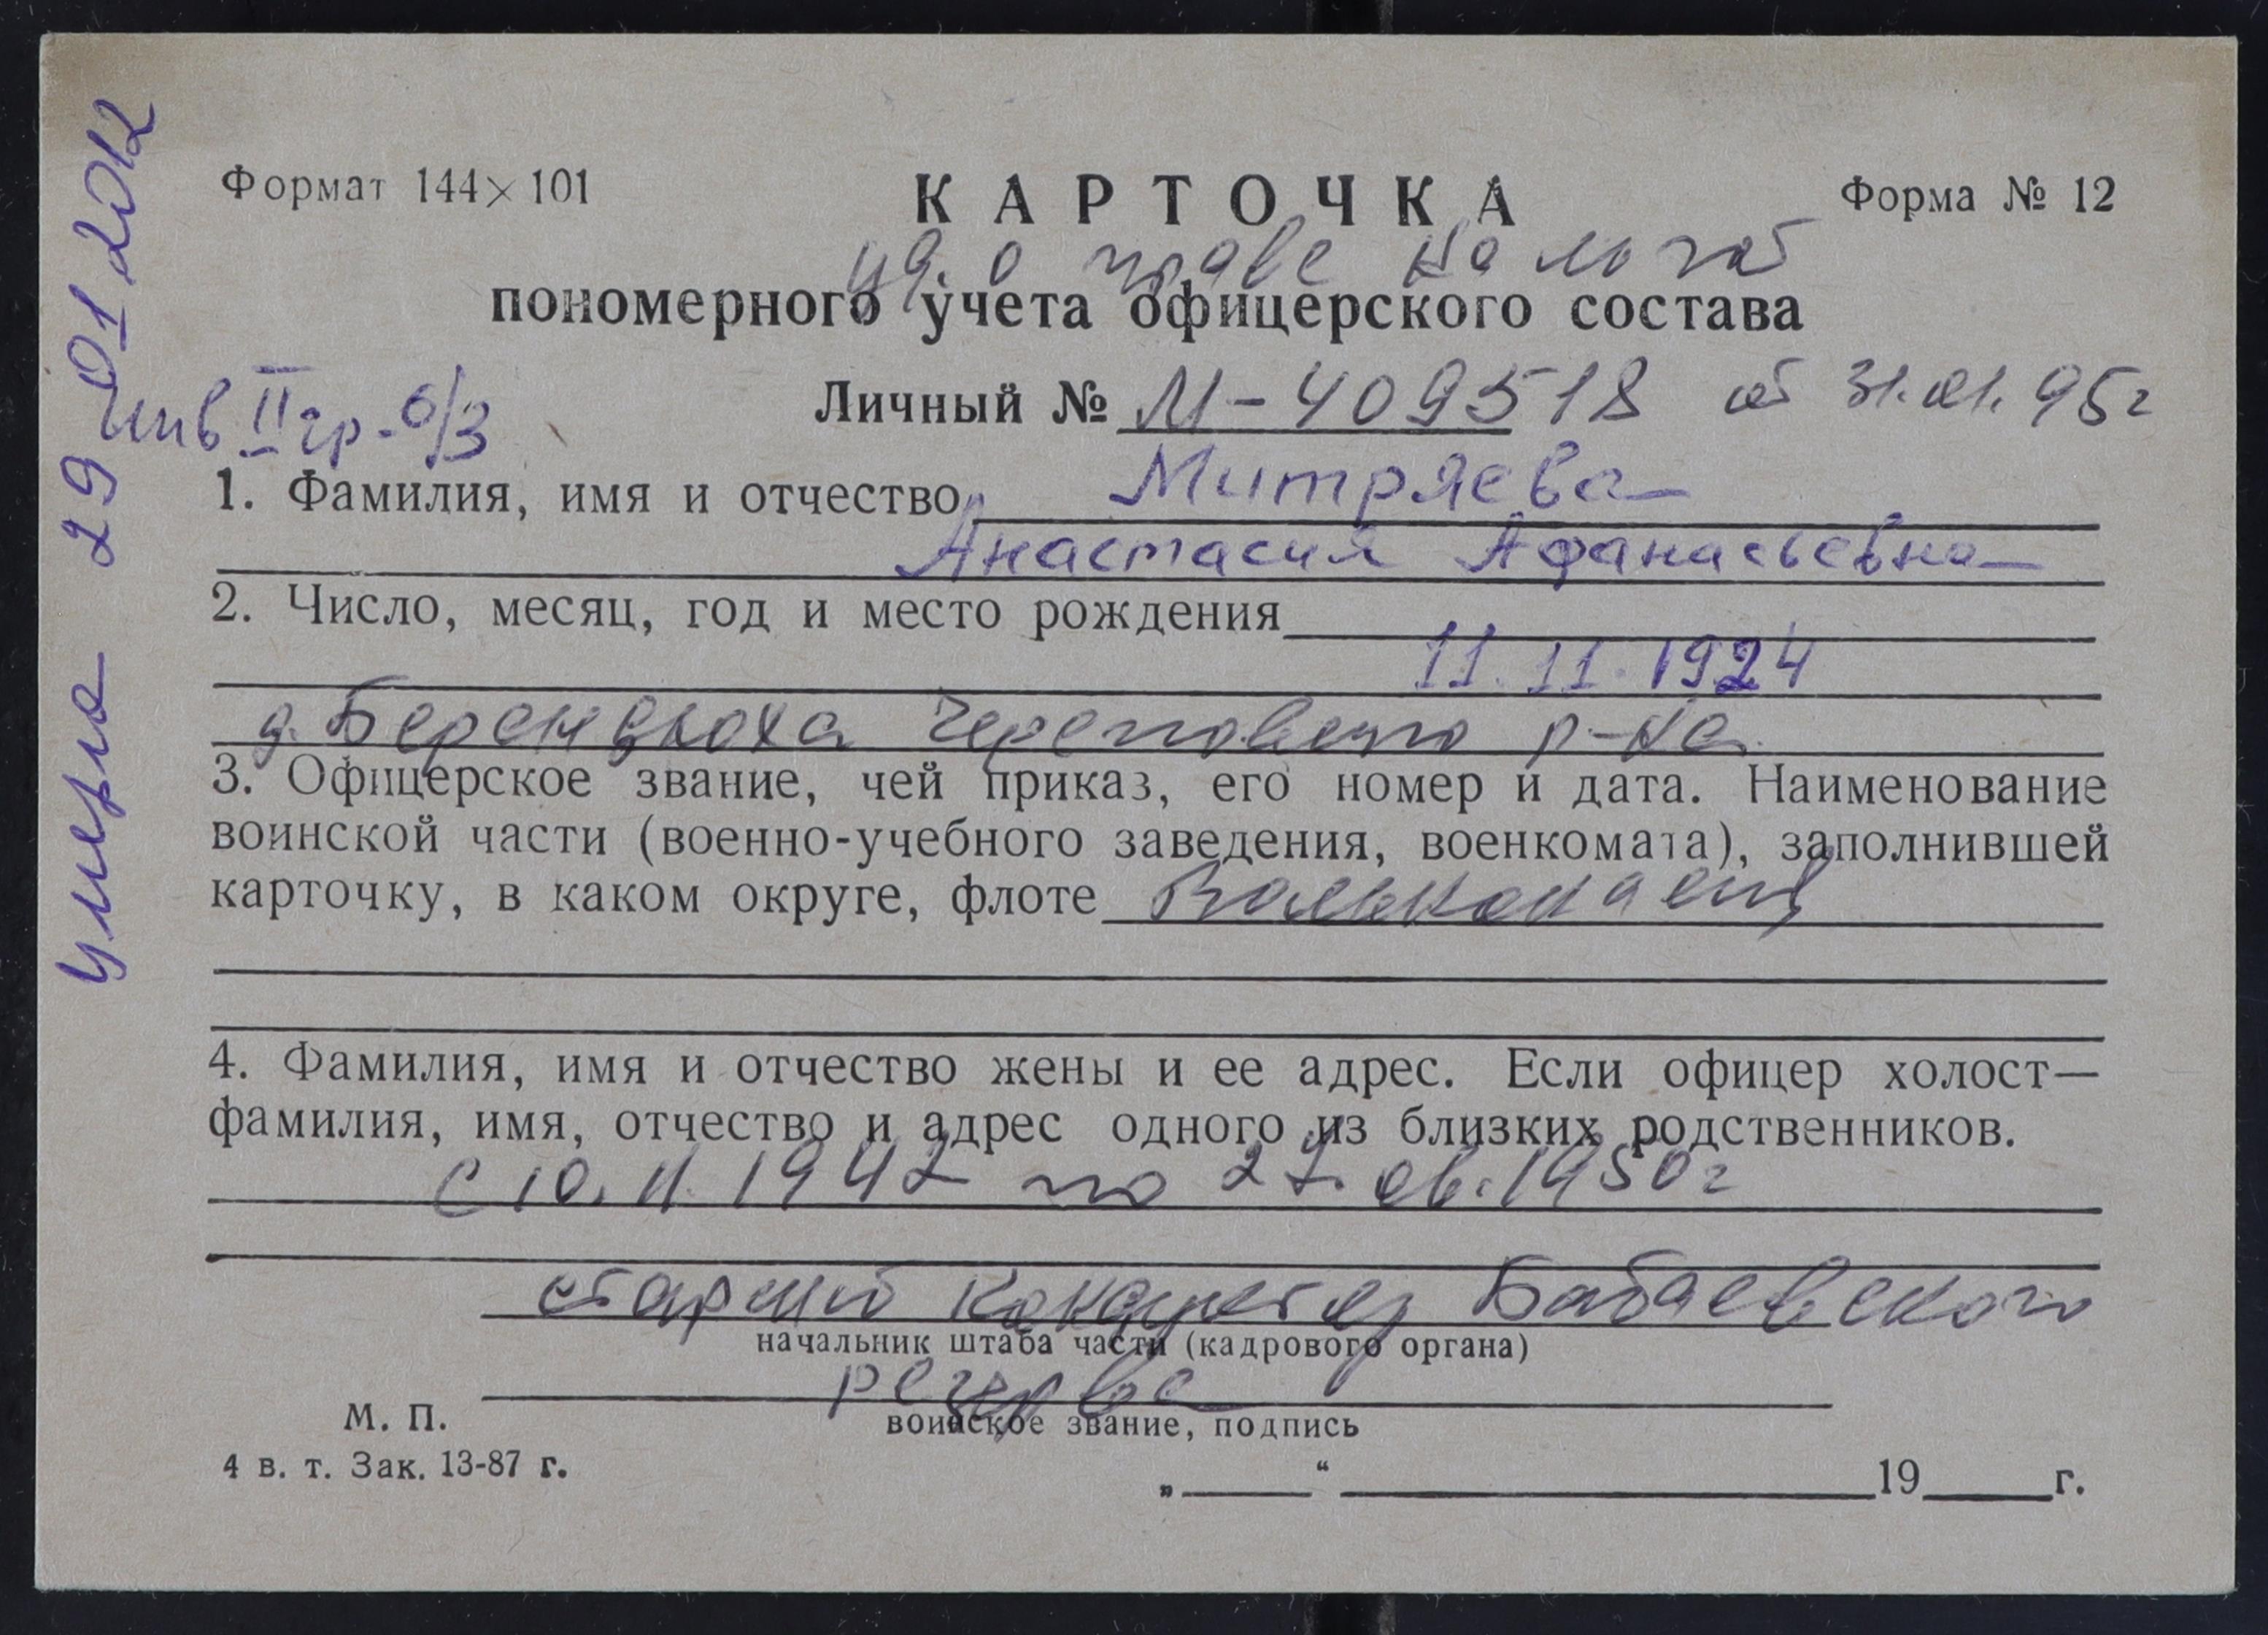 умерла 29 01 2012
Формат 144×101
КАРТОЧКА
Форма № 12
уд. о праве на льгот
пономерного учета офицерского состава
инв II гр. о/з
Личный № М-409518 от 31.01.95г
1. Фамилия, имя и отчество Митряева
Анастасия Афанасьевна
2. Число, месяц, год и место рождения
11.11.1924
д. Череповецкого р-на
3. Офицерское звание, чей приказ, его номер и дата. Наименование
воинской части (военно-учебного заведения, военкомата), заполнившей
карточку, в каком округе, флоте Вольнонаемн
4. Фамилия, имя и отчество жены и ее адрес. Если офицер холост—
фамилия, имя, отчество и адрес одного из близких родственников.
с 10.11.1942 по 27. 1950г
старший кондуктор Бабаевского
начальник штаба части (кадрового органа)
резерва
воинское звание, подпись
М. П.
4 в. т. Зак. 13-87 г.
„ “ 19 г.